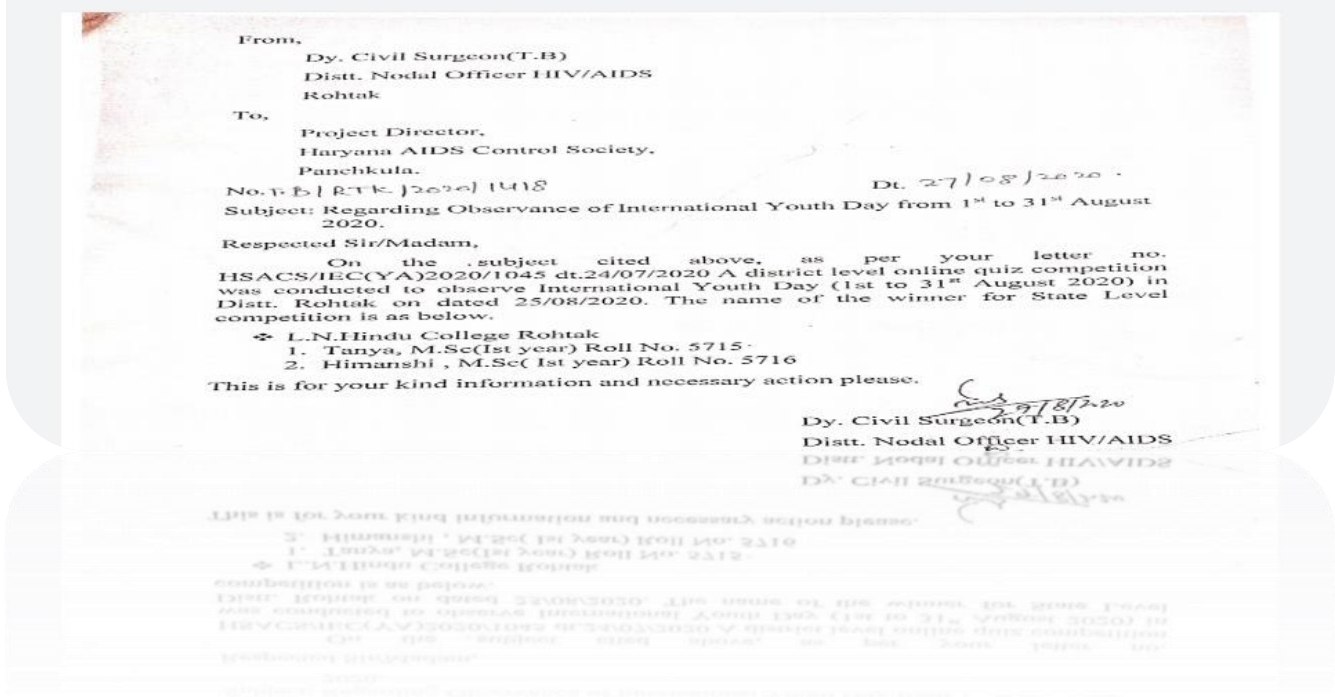 From,
Dy. Civil Surgeon(T.B)
Distt. Nodal Officer HIV/AIDS
Rohtak
To,
Project Director,
Haryana AIDS Control Society,
Panchkula.
No. T.B/RTK/2020/1418 Dt. 27/08/2020.
Subject: Regarding Observance of International Youth Day from 1st to 31st August
2020.
Respected Sir/Madam,
On the subject cited above, as per your letter no.
HSACS/IEC(YA)2020/1045 dt.24/07/2020 A district level online quiz competition
was conducted to observe International Youth Day (1st to 31st August 2020) in
Distt. Rohtak on dated 25/08/2020. The name of the winner for State Level
competition is as below.
❖ L.N.Hindu College Rohtak
1. Tanya, M.Sc(Ist year) Roll No. 5715
2. Himanshi , M.Sc( Ist year) Roll No. 5716
This is for your kind information and necessary action please.
Dy. Civil Surgeon(T.B)
Distt. Nodal Officer HIV/AIDS